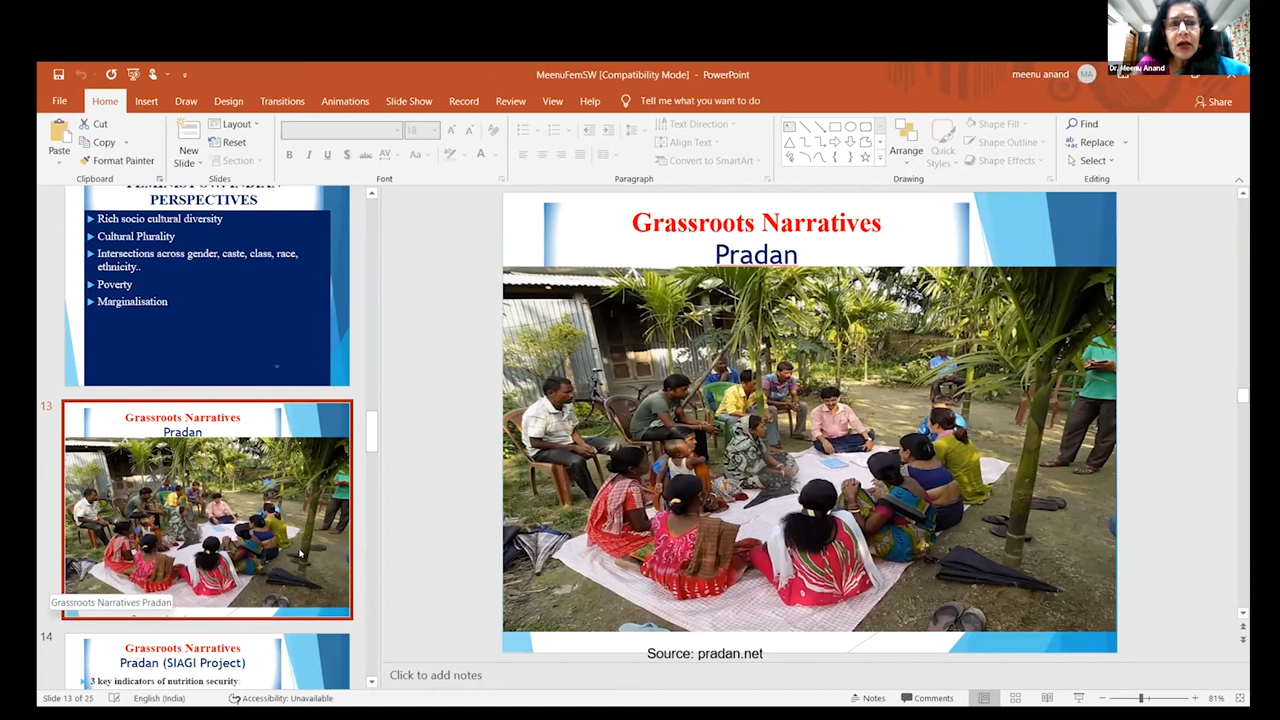 Dr. Meenu Anand
MeenuFemSW [Compatibility Mode] - PowerPoint
meenu anand
MA
File
Home
Insert
Draw
Design
Transitions
Animations
Slide Show
Record
Review
View
Help
Tell me what you want to do
Share
Paste
Cut
Copy
Format Painter
Clipboard
New
Slide
Layout
Reset
Section
Slides
18
Font
Text Direction
Align Text
Convert to SmartArt
Paragraph
Arrange
Quick
Styles
Shape Fill
Shape Outline
Shape Effects
Drawing
Find
Replace
Select
Editing
PERSPECTIVES
Rich socio cultural diversity
Cultural Plurality
Intersections across gender, caste, class, race,
ethnicity..
Poverty
Marginalisation
13
Grassroots Narratives
Pradan
Grassroots Narratives Pradan
14
Grassroots Narratives
Pradan (SIAGI Project)
3 key indicators of nutrition security:
Grassroots Narratives
Pradan
Source: pradan.net
Click to add notes
Slide 13 of 25
English (India)
Accessibility: Unavailable
Notes
Comments
81%